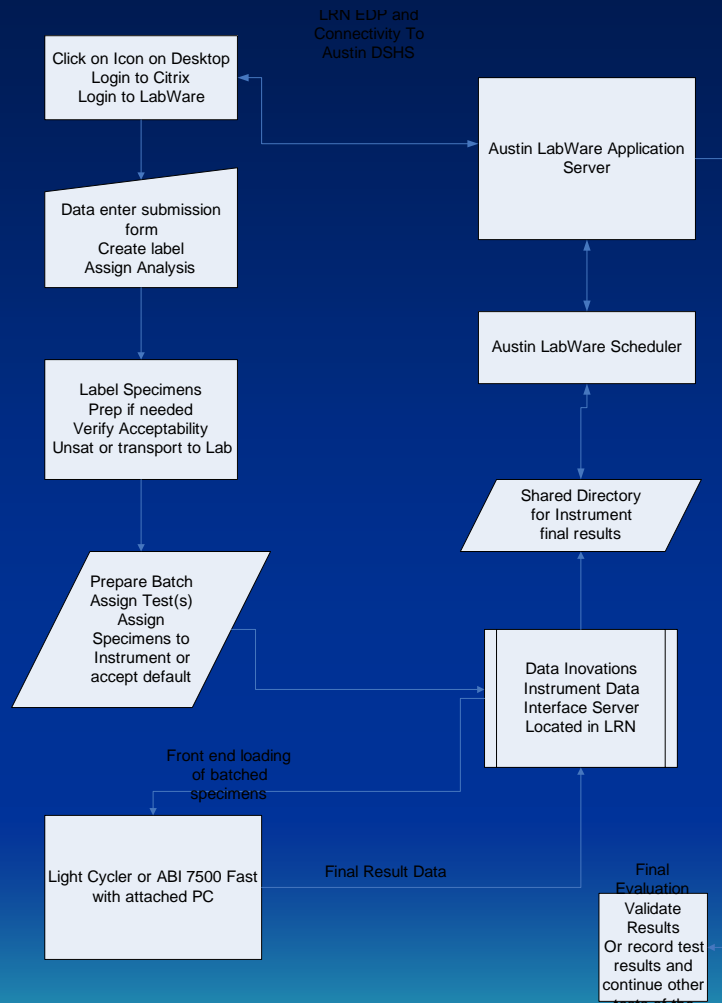 LRN EDP and
Connectivity To
Austin DSHS
Click on Icon on Desktop
Login to Citrix
Login to LabWare
Austin LabWare Application
Server
Data enter submission
form
Create label
Assign Analysis
Austin LabWare Scheduler
Label Specimens
Prep if needed
Verify Acceptability
Unsat or transport to Lab
Shared Directory
for Instrument
final results
Prepare Batch
Assign Test(s)
Assign
Specimens to
Instrument or
accept default
Data Inovations
Instrument Data
Interface Server
Located in LRN
Front end loading
of batched
specimens
Light Cycler or ABI 7500 Fast
with attached PC
Final Result Data
Final
Evaluation
Validate
Results
Or record test
results and
continue other
tests of the